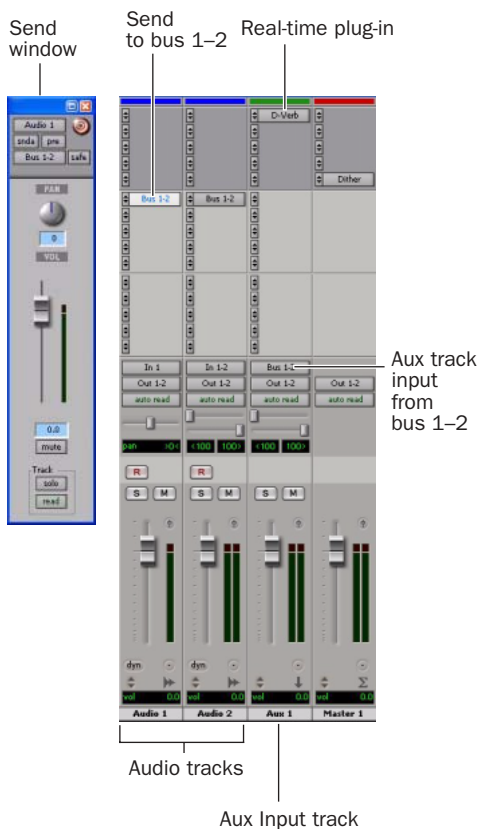 Send
window
Send
to bus 1–2
Real-time plug-in
Audio 1
snda pre
Bus 1-2 safe
PAN
0
VOL
0.0
mute
Track
solo
read
D-Verb
Dither
Bus 1-2 Bus 1-2
In 1 In 1-2 Bus 1-2
Out 1-2 Out 1-2 Out 1-2 Out 1-2
auto read auto read auto read auto read
pan >0< <100 100> <100 100>
R R
S M S M S M
dyn dyn
vol 0.0 vol 0.0 vol 0.0 vol 0.0
Audio 1 Audio 2 Aux 1 Master 1
Aux track
input
from
bus 1–2
Audio tracks
Aux Input track